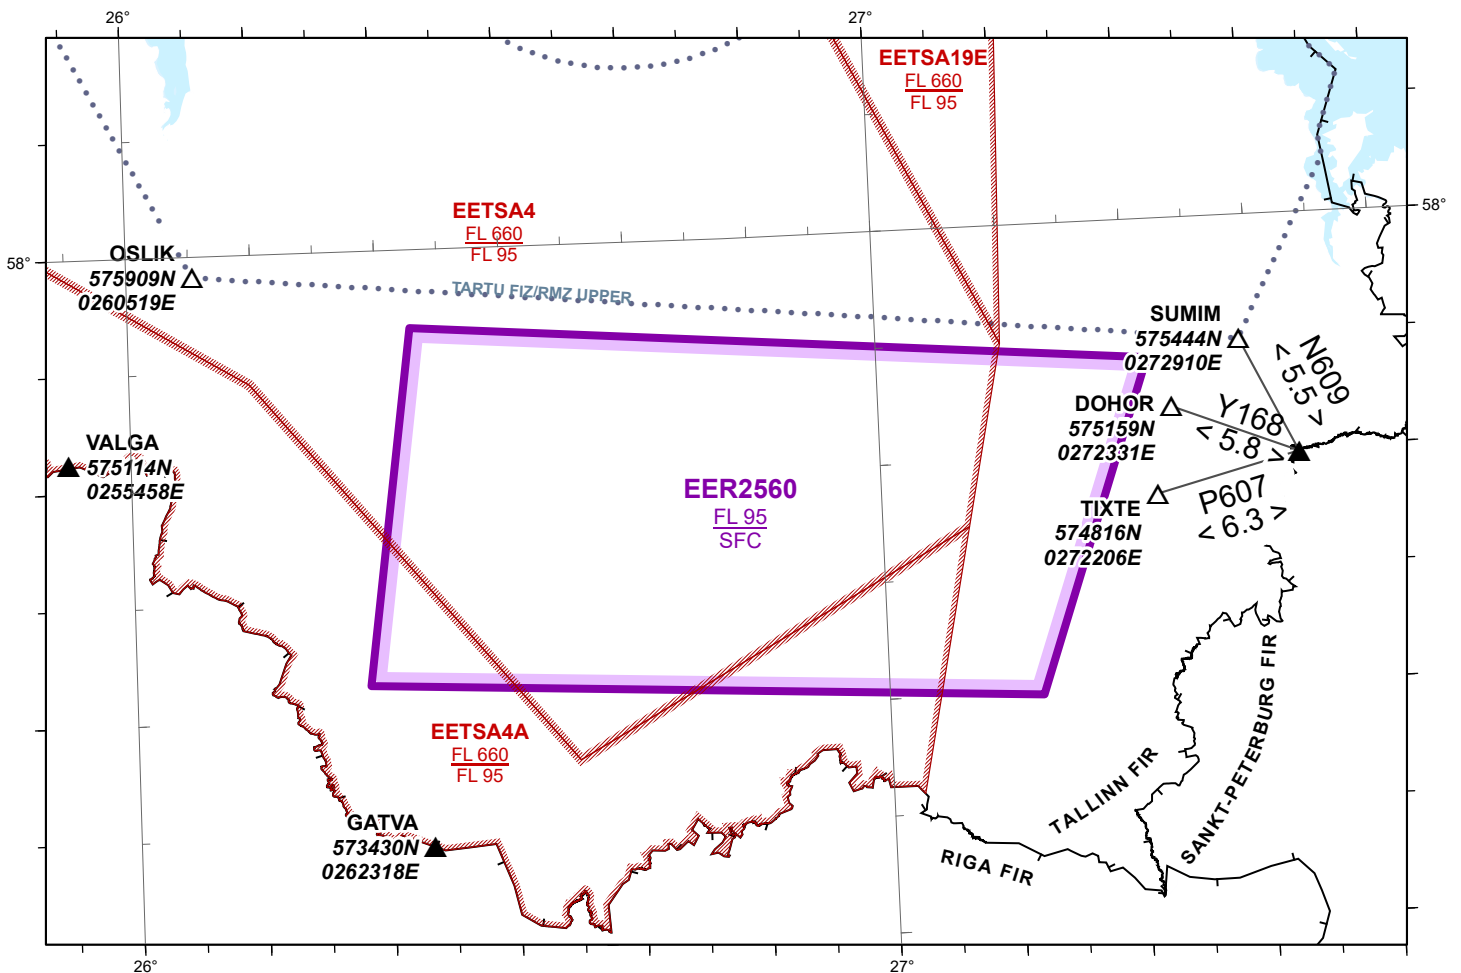 26°
27°
EETSA19E
FL 660
FL 95
EETSA4
FL 660
FL 95
58°
58°
OSLIK
575909N
0260519E
TARTU FIZ/RMZ UPPER
SUMIM
575444N
0272910E
N609
< 5.5 >
DOHOR
575159N
0272331E
Y168
< 5.8 >
VALGA
575114N
0255458E
EER2560
FL 95
SFC
TIXTE
574816N
0272206E
P607
< 6.3 >
EETSA4A
FL 660
FL 95
GATVA
573430N
0262318E
TALLINN FIR
SANKT-PETERBURG FIR
RIGA FIR
26°
27°